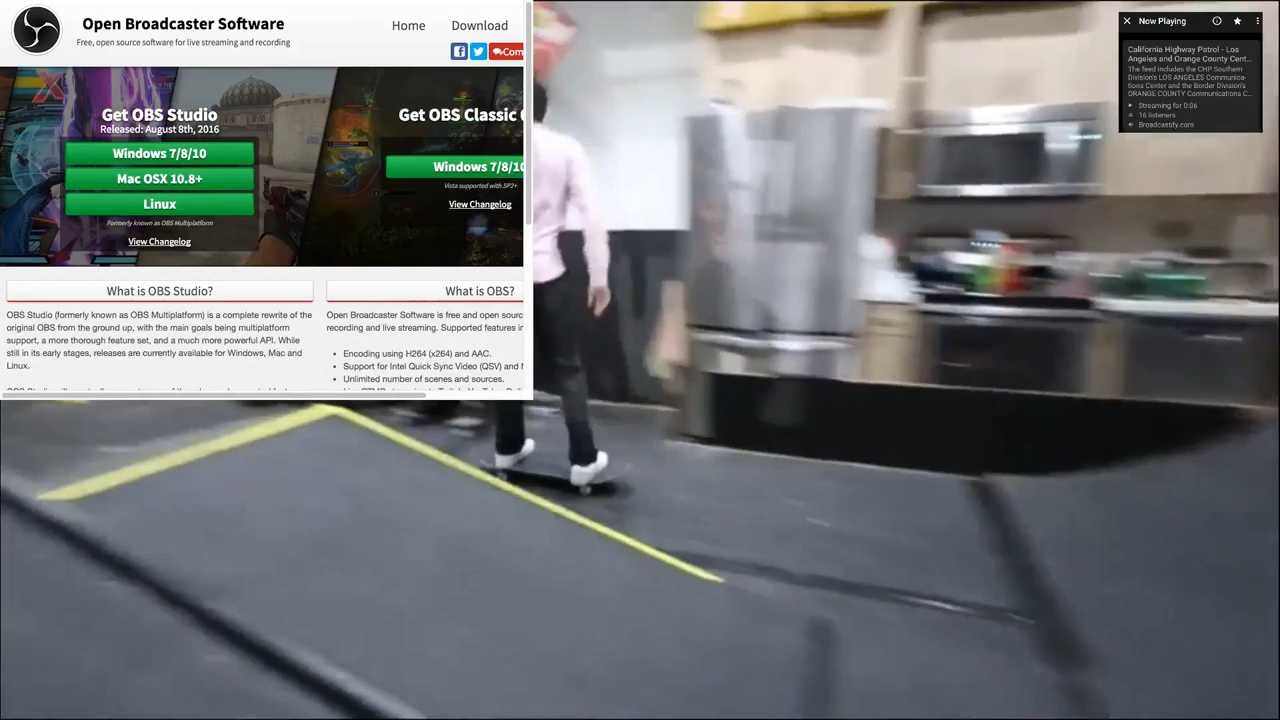 Open Broadcaster Software
Free, open source software for live streaming and recording
Home
Download
Com
Get OBS Studio
Released: August 8th, 2016
Windows 7/8/10
Mac OSX 10.8+
Linux
Formerly known as OBS Multiplatform
View Changelog
Get OBS Classic
Windows 7/8/10
Vista supported with SP2+
View Changelog
What is OBS Studio?
OBS Studio (formerly known as OBS Multiplatform) is a complete rewrite of the
original OBS from the ground up, with the main goals being multiplatform
support, a more thorough feature set, and a much more powerful API. While
still in its early stages, releases are currently available for Windows, Mac and
Linux.
What is OBS?
Open Broadcaster Software is free and open sourc
recording and live streaming. Supported features in
• Encoding using H264 (x264) and AAC.
• Support for Intel Quick Sync Video (QSV) and
• Unlimited number of scenes and sources.
Now Playing
California Highway Patrol - Los
Angeles and Orange County Cent...
The feed includes the CHP Southern
Division's LOS ANGELES Communica-
tions Center and the Border Division's
ORANGE COUNTY Communications C...
Streaming for 0:06
16 listeners
Broadcastify.com